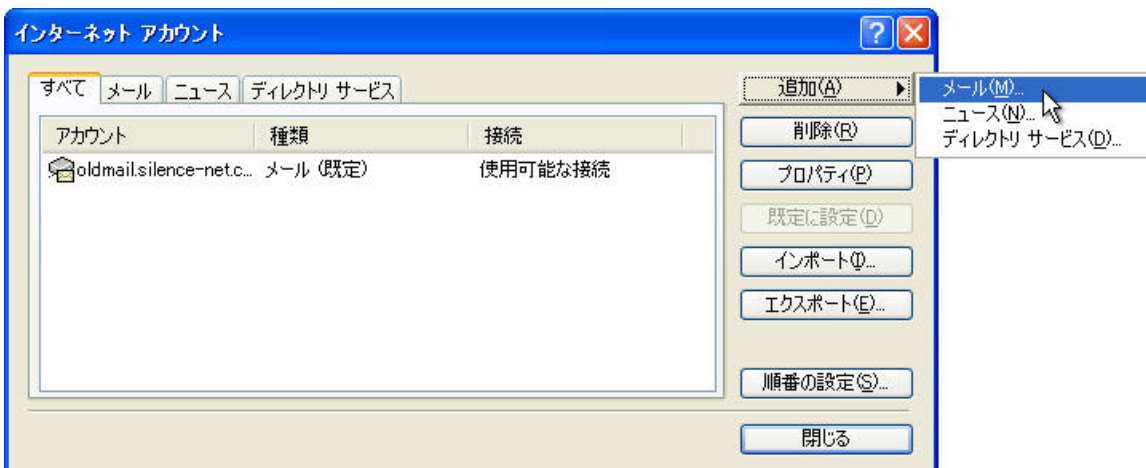 インターネット アカウント
すべて メール ニュース ディレクトリ サービス
アカウント 種類 接続
oldmail.silence-net.c... メール (既定) 使用可能な接続
追加(A)
削除(R)
プロパティ(P)
既定に設定(D)
インポート(I)...
エクスポート(E)...
順番の設定(S)...
閉じる
メール(M)...
ニュース(N)...
ディレクトリ サービス(D)...